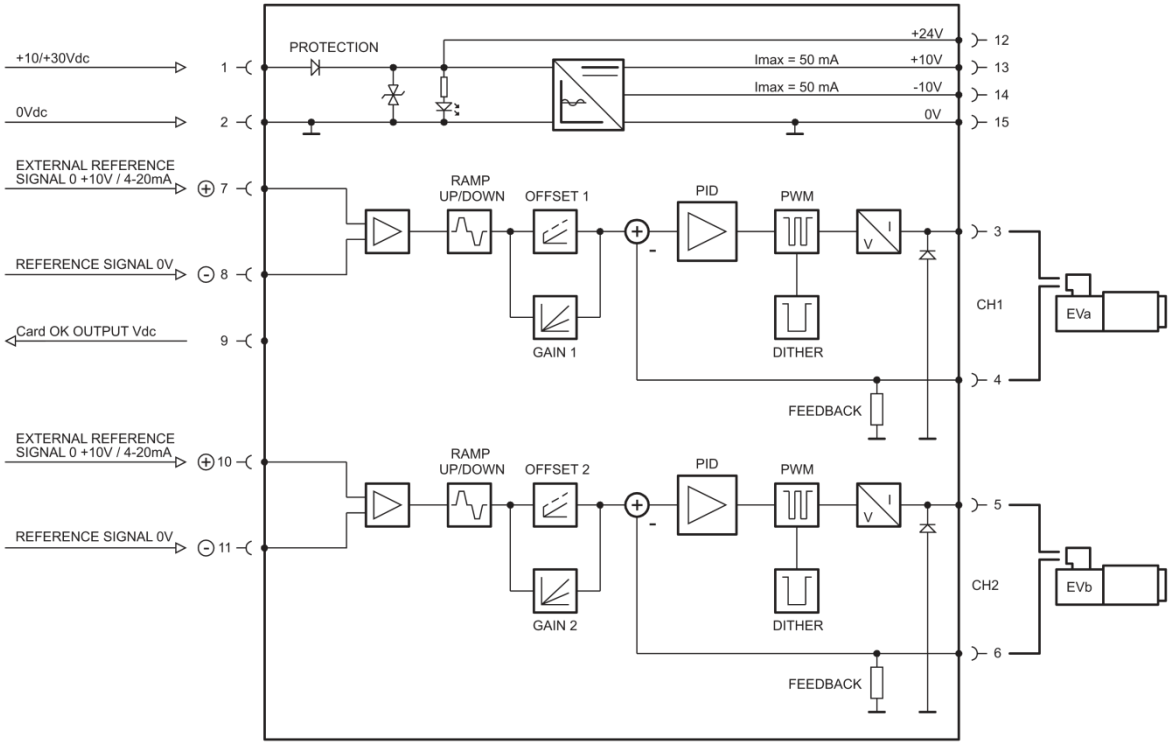 +10/+30Vdc
1
PROTECTION
+24V
12
Imax = 50 mA
+10V
13
Imax = 50 mA
-10V
14
0Vdc
2
0V
15
EXTERNAL REFERENCE
SIGNAL 0 +10V / 4-20mA
+ 7
RAMP
UP/DOWN
OFFSET 1
PID
PWM
+
-
I
V
3
REFERENCE SIGNAL 0V
- 8
GAIN 1
DITHER
CH1
EVa
Card OK OUTPUT Vdc
9
4
FEEDBACK
EXTERNAL REFERENCE
SIGNAL 0 +10V / 4-20mA
+ 10
RAMP
UP/DOWN
OFFSET 2
PID
PWM
+
-
I
V
5
REFERENCE SIGNAL 0V
- 11
GAIN 2
DITHER
CH2
EVb
6
FEEDBACK